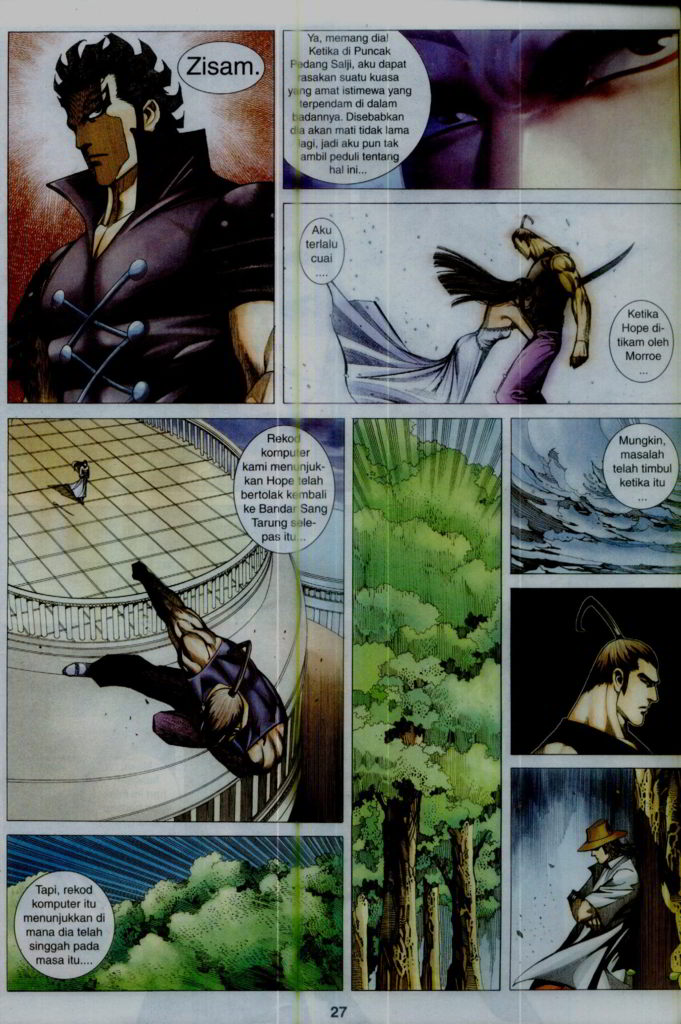 Zisam.
Ya, memang dia!
Ketika di Puncak
Pedang Salji, aku dapat
rasakan suatu kuasa
yang amat istimewa yang
terpendam di dalam
badannya. Disebabkan
dia akan mati tidak lama
lagi, jadi aku pun tak
ambil peduli tentang
hal ini...
Aku
terlalu
cuai
....
Ketika
Hope di-
tikam oleh
Morroe
...
Rekod
komputer
kami menunjuk-
kan Hope telah
bertolak kembali
ke Bandar Sang
Tarung sele-
pas itu...
Mungkin,
masalah
telah timbul
ketika itu
...
Tapi, rekod
komputer itu
menunjukkan di
mana dia telah
singgah pada
masa itu....
27